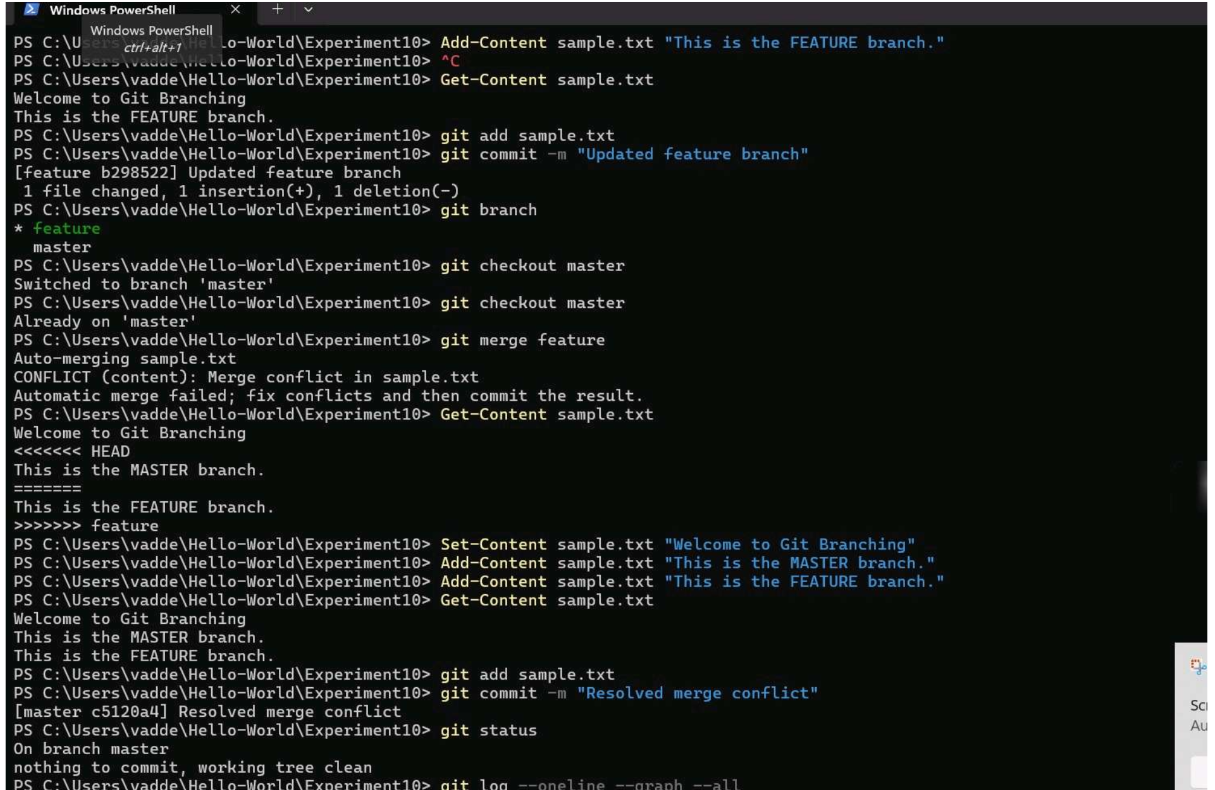 Windows PowerShell
Windows PowerShell
ctrl+alt+1
PS C:\Users\vadde\Hello-World\Experiment10> Add-Content sample.txt "This is the FEATURE branch."
PS C:\Users\vadde\Hello-World\Experiment10> ^C
PS C:\Users\vadde\Hello-World\Experiment10> Get-Content sample.txt
Welcome to Git Branching
This is the FEATURE branch.
PS C:\Users\vadde\Hello-World\Experiment10> git add sample.txt
PS C:\Users\vadde\Hello-World\Experiment10> git commit -m "Updated feature branch"
[feature b298522] Updated feature branch
 1 file changed, 1 insertion(+), 1 deletion(-)
PS C:\Users\vadde\Hello-World\Experiment10> git branch
* feature
  master
PS C:\Users\vadde\Hello-World\Experiment10> git checkout master
Switched to branch 'master'
PS C:\Users\vadde\Hello-World\Experiment10> git checkout master
Already on 'master'
PS C:\Users\vadde\Hello-World\Experiment10> git merge feature
Auto-merging sample.txt
CONFLICT (content): Merge conflict in sample.txt
Automatic merge failed; fix conflicts and then commit the result.
PS C:\Users\vadde\Hello-World\Experiment10> Get-Content sample.txt
Welcome to Git Branching
<<<<<<< HEAD
This is the MASTER branch.
=======
This is the FEATURE branch.
>>>>>>> feature
PS C:\Users\vadde\Hello-World\Experiment10> Set-Content sample.txt "Welcome to Git Branching"
PS C:\Users\vadde\Hello-World\Experiment10> Add-Content sample.txt "This is the MASTER branch."
PS C:\Users\vadde\Hello-World\Experiment10> Add-Content sample.txt "This is the FEATURE branch."
PS C:\Users\vadde\Hello-World\Experiment10> Get-Content sample.txt
Welcome to Git Branching
This is the MASTER branch.
This is the FEATURE branch.
PS C:\Users\vadde\Hello-World\Experiment10> git add sample.txt
PS C:\Users\vadde\Hello-World\Experiment10> git commit -m "Resolved merge conflict"
[master c5120a4] Resolved merge conflict
PS C:\Users\vadde\Hello-World\Experiment10> git status
On branch master
nothing to commit, working tree clean
PS C:\Users\vadde\Hello-World\Experiment10> git log --oneline --graph --all